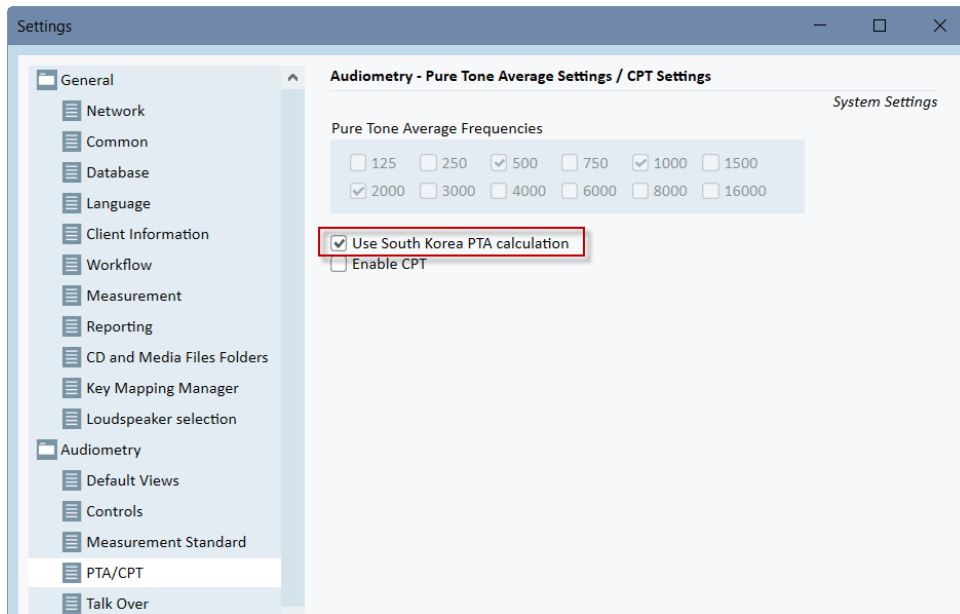 Settings
General
Network
Common
Database
Language
Client Information
Workflow
Measurement
Reporting
CD and Media Files Folders
Key Mapping Manager
Loudspeaker selection
Audiometry
Default Views
Controls
Measurement Standard
PTA/CPT
Talk Over
Audiometry - Pure Tone Average Settings / CPT Settings
System Settings
Pure Tone Average Frequencies
125 250 500 750 1000 1500
2000 3000 4000 6000 8000 16000
Use South Korea PTA calculation
Enable CPT